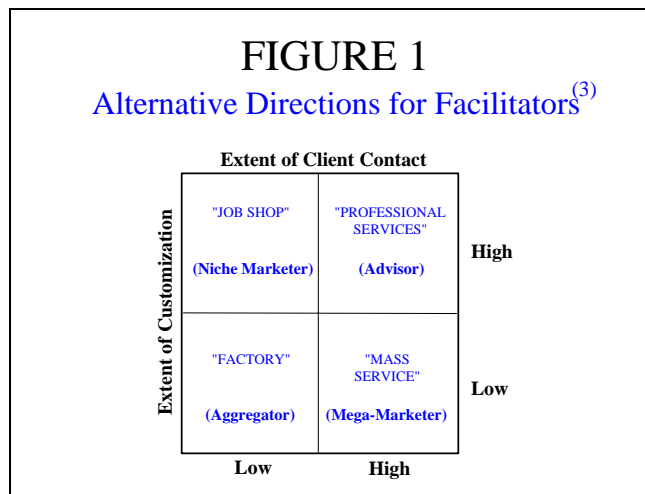 FIGURE 1
Alternative Directions for Facilitators(3)
Extent of Client Contact
Extent of Customization
"JOB SHOP"
(Niche Marketer)
"PROFESSIONAL
SERVICES"
(Advisor)
High
"FACTORY"
(Aggregator)
"MASS
SERVICE"
(Mega-Marketer)
Low
Low
High